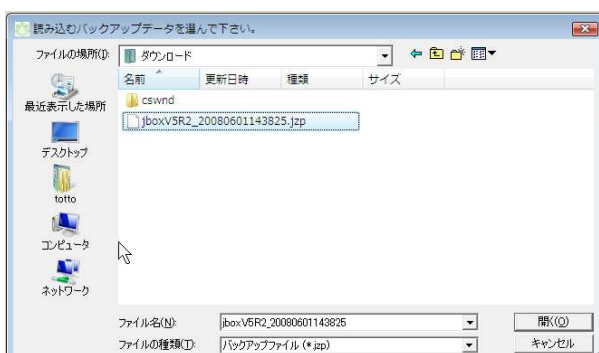 読み込むバックアップデータを選んで下さい。
ファイルの場所(I):
ダウンロード
名前 更新日時 種類 サイズ
cswnd
jboxV5R2_20080601143825.jzp
最近表示した場所
デスクトップ
totto
コンピュータ
ネットワーク
ファイル名(N): jboxV5R2_20080601143825 開く(O)
ファイルの種類(T): バックアップファイル (*.jzp) キャンセル